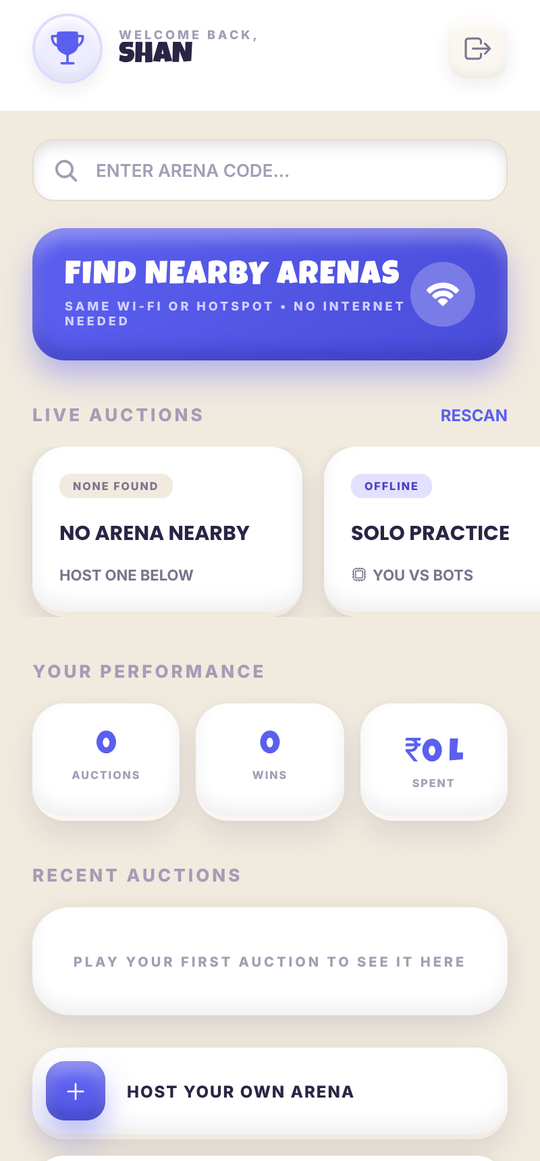 WELCOME BACK,
SHAN
ENTER ARENA CODE...
FIND NEARBY ARENAS
SAME WI-FI OR HOTSPOT • NO INTERNET
NEEDED
LIVE AUCTIONS
RESCAN
NONE FOUND
NO ARENA NEARBY
HOST ONE BELOW
OFFLINE
SOLO PRACTICE
YOU VS BOTS
YOUR PERFORMANCE
0
AUCTIONS
0
WINS
₹0 L
SPENT
RECENT AUCTIONS
PLAY YOUR FIRST AUCTION TO SEE IT HERE
HOST YOUR OWN ARENA